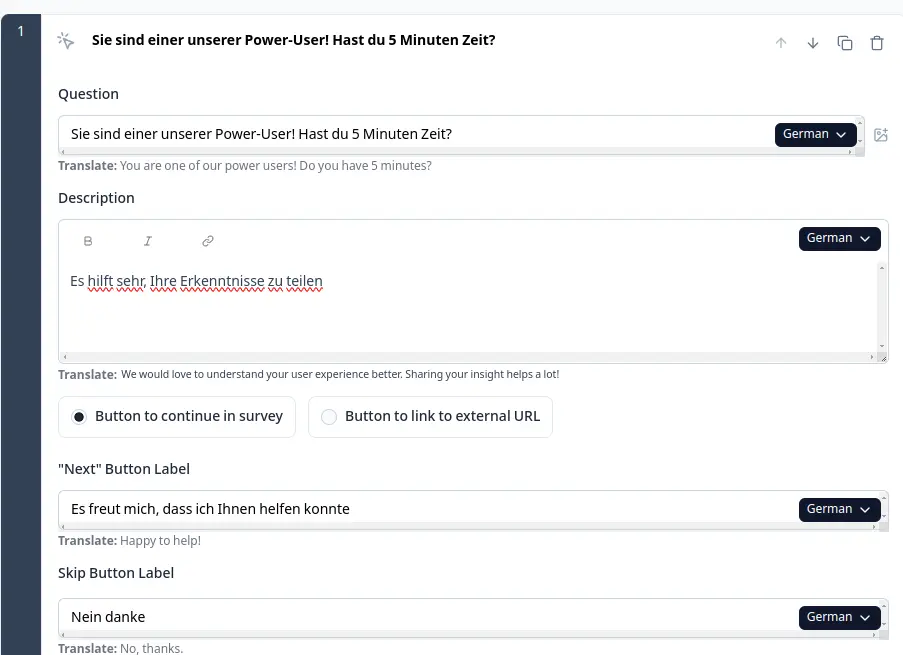 1
Sie sind einer unserer Power-User! Hast du 5 Minuten Zeit?
Question
Sie sind einer unserer Power-User! Hast du 5 Minuten Zeit?
German
Translate: You are one of our power users! Do you have 5 minutes?
Description
B I
German
Es hilft sehr, Ihre Erkenntnisse zu teilen
Translate: We would love to understand your user experience better. Sharing your insight helps a lot!
Button to continue in survey
Button to link to external URL
"Next" Button Label
Es freut mich, dass ich Ihnen helfen konnte
German
Translate: Happy to help!
Skip Button Label
Nein danke
German
Translate: No, thanks.